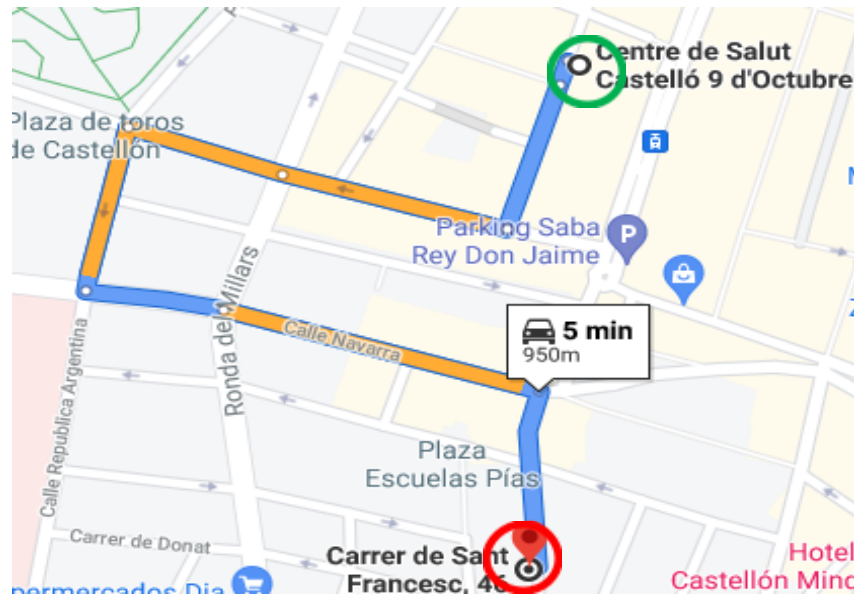 Centre de Salut
Castelló 9 d'Octubre
Plaza de toros
de Castellón
Parking Saba
Rey Don Jaime
P
Ronda del Millars
5 min
950m
Calle Navarra
Calle Republica Argentina
Plaza
Escuelas Pías
Carrer de Donat
Carrer de Sant
Francesc, 46
Hotel
Castellón Mind
permercados Dia